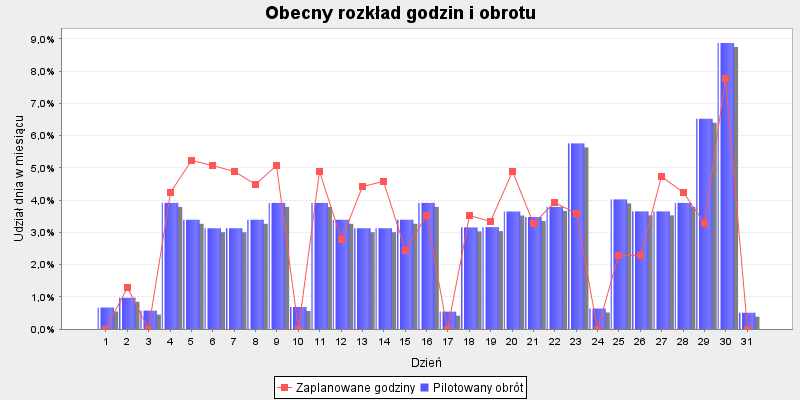 Obecny rozkład godzin i obrotu
Udział dnia w miesiącu
9,0%
8,0%
7,0%
6,0%
5,0%
4,0%
3,0%
2,0%
1,0%
0,0%
1 2 3 4 5 6 7 8 9 10 11 12 13 14 15 16 17 18 19 20 21 22 23 24 25 26 27 28 29 30 31
Dzień
Zaplanowane godziny Pilotowany obrót